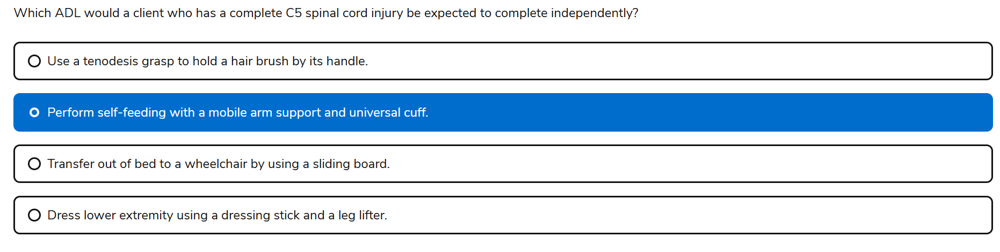 Which ADL would a client who has a complete C5 spinal cord injury be expected to complete independently?
Use a tenodesis grasp to hold a hair brush by its handle.
Perform self-feeding with a mobile arm support and universal cuff.
Transfer out of bed to a wheelchair by using a sliding board.
Dress lower extremity using a dressing stick and a leg lifter.